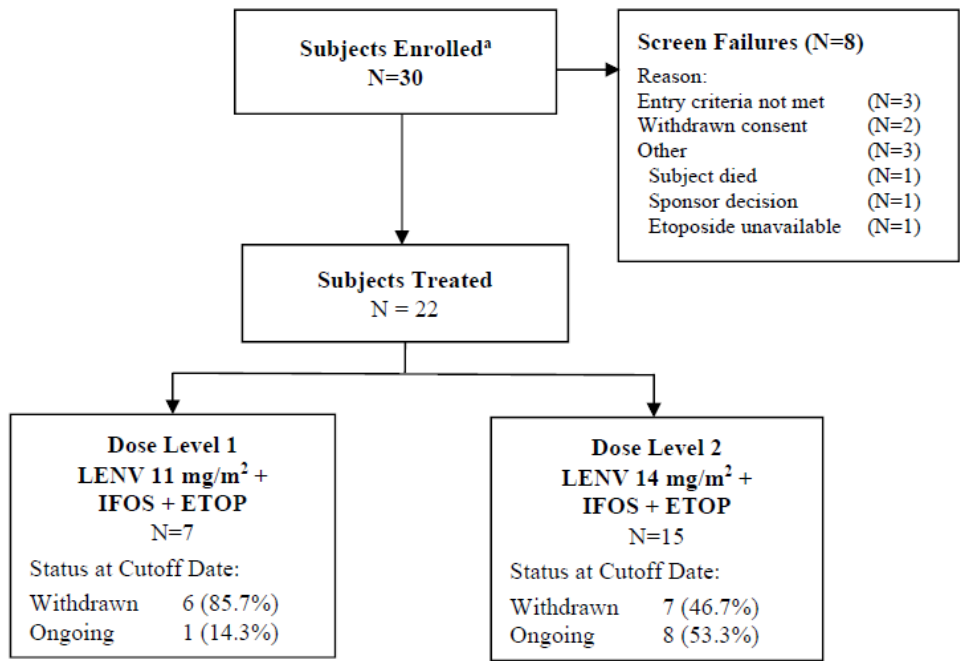 Subjects Enrolledᵃ
N=30
Screen Failures (N=8)
Reason:
Entry criteria not met (N=3)
Withdrawn consent (N=2)
Other (N=3)
Subject died (N=1)
Sponsor decision (N=1)
Etoposide unavailable (N=1)
Subjects Treated
N = 22
Dose Level 1
LENV 11 mg/m² +
IFOS + ETOP
N=7
Status at Cutoff Date:
Withdrawn 6 (85.7%)
Ongoing 1 (14.3%)
Dose Level 2
LENV 14 mg/m² +
IFOS + ETOP
N=15
Status at Cutoff Date:
Withdrawn 7 (46.7%)
Ongoing 8 (53.3%)